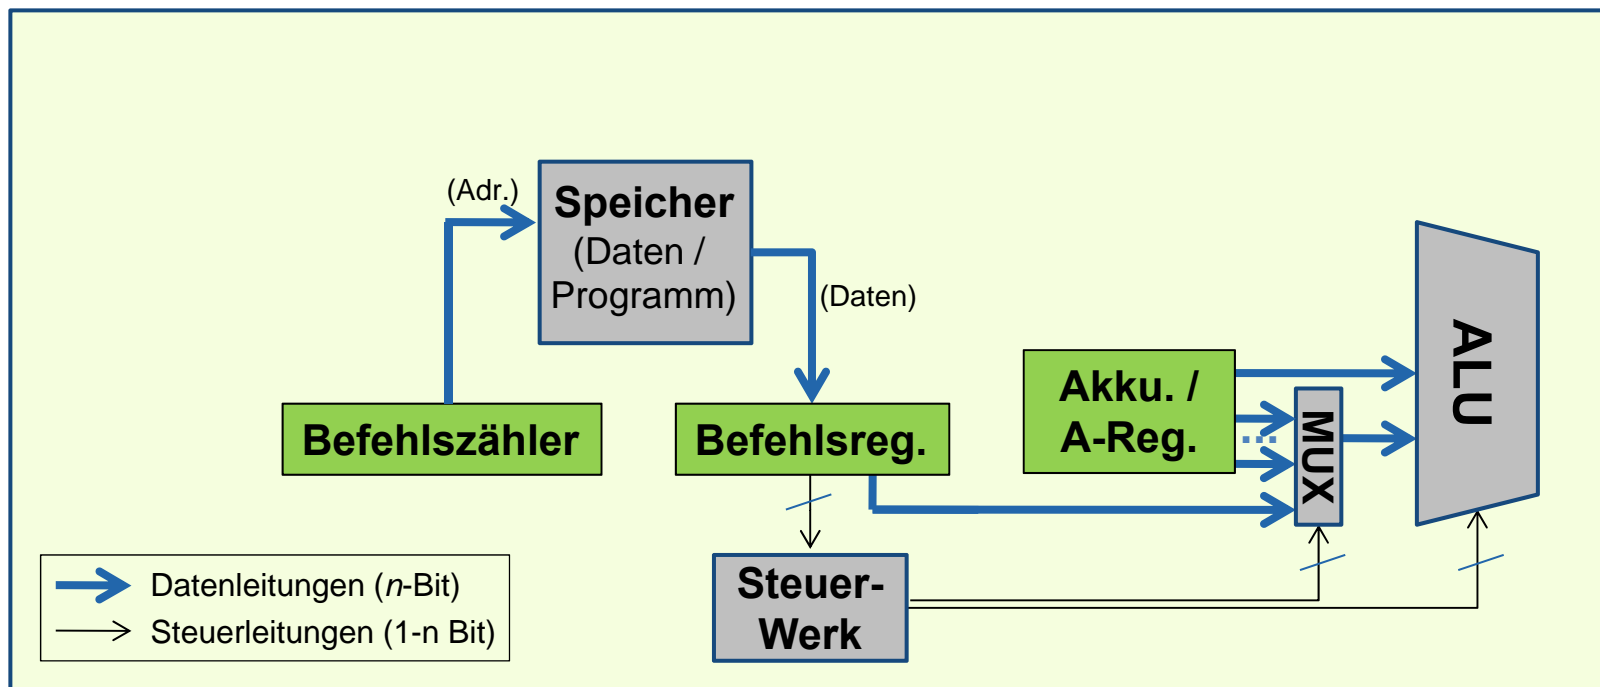 (Adr.)
Speicher
(Daten /
Programm)
(Daten)
Befehlszähler
Befehlsreg.
Akku. /
A-Reg.
...
MUX
ALU
Steuer-
Werk
Datenleitungen (n-Bit)
Steuerleitungen (1-n Bit)